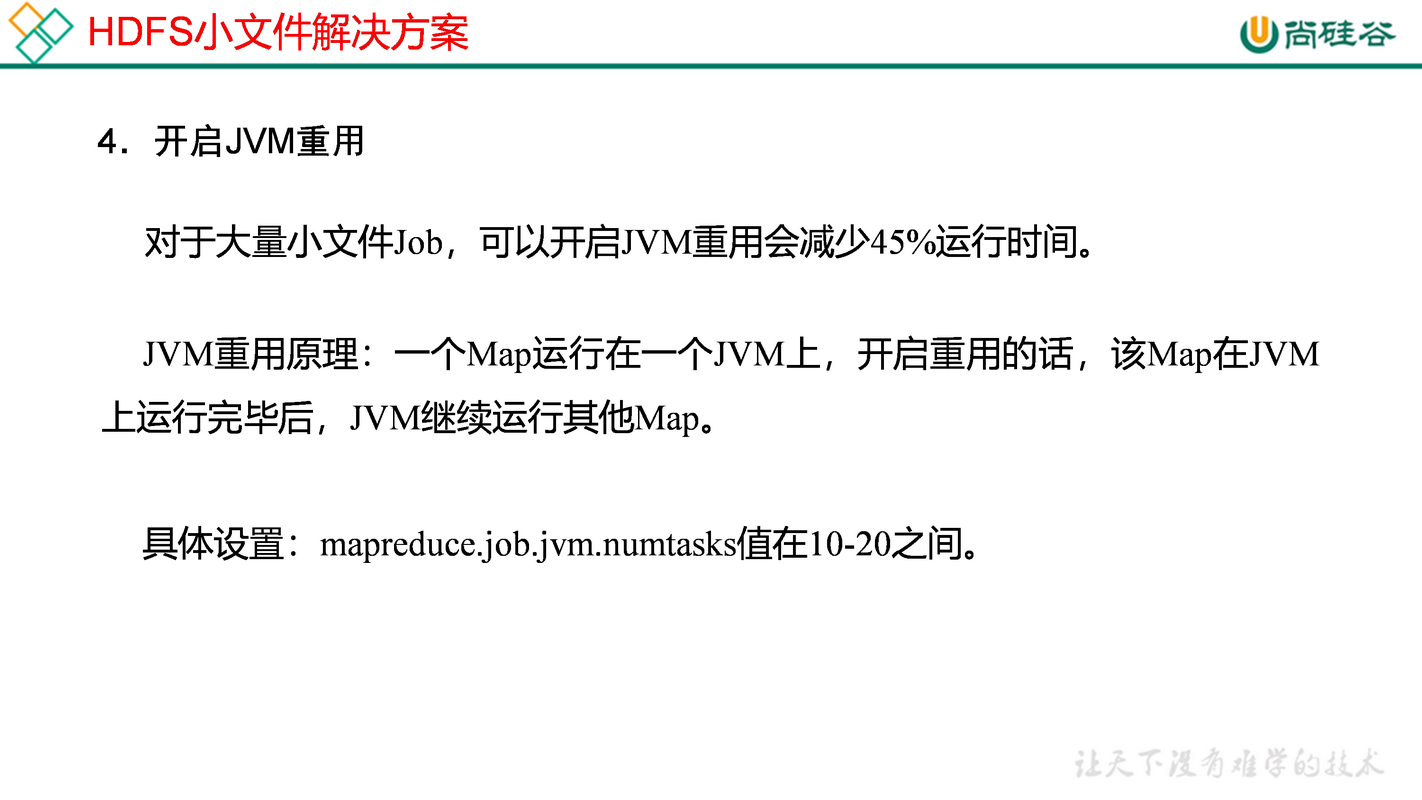 HDFS小文件解决方案
尚硅谷
4．开启JVM重用
对于大量小文件Job，可以开启JVM重用会减少45%运行时间。
JVM重用原理：一个Map运行在一个JVM上，开启重用的话，该Map在JVM
上运行完毕后，JVM继续运行其他Map。
具体设置：mapreduce.job.jvm.numtasks值在10-20之间。
让天下没有难学的技术